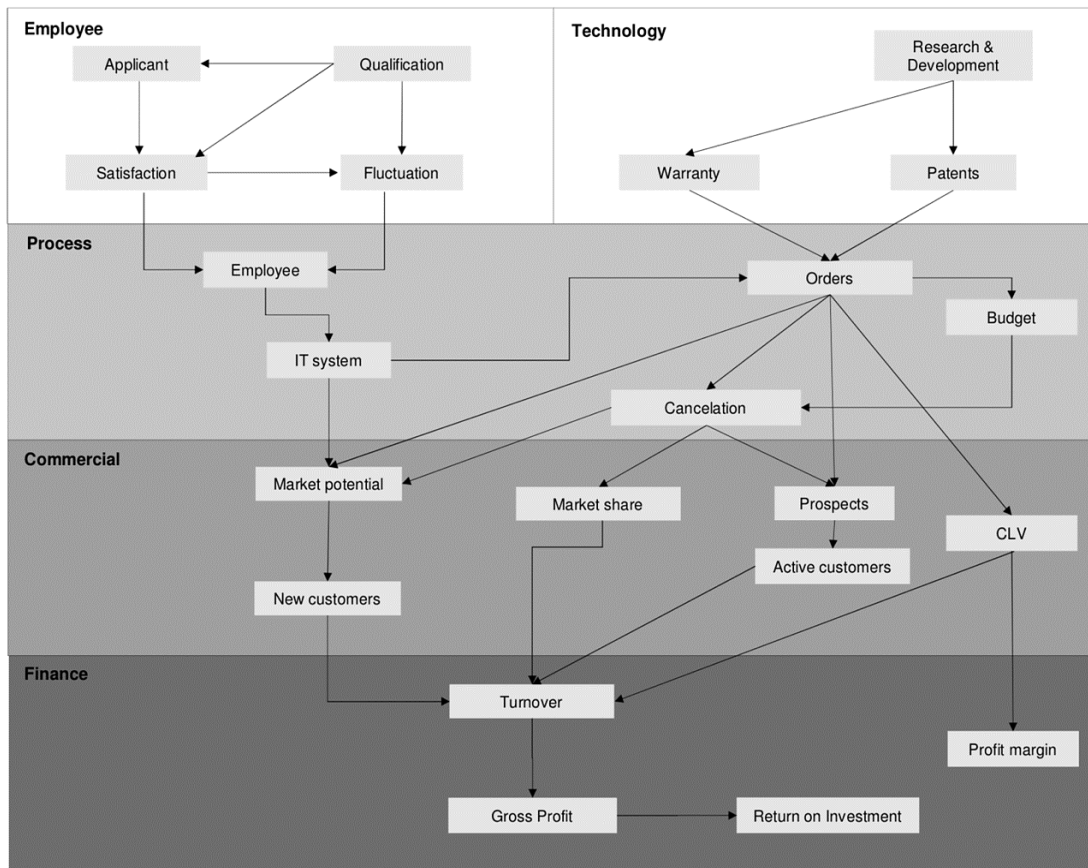 Employee
Technology
Applicant
Qualification
Research &
Development
Satisfaction
Fluctuation
Warranty
Patents
Process
Employee
Orders
Budget
IT system
Cancelation
Commercial
Market potential
Market share
Prospects
CLV
Active customers
New customers
Finance
Turnover
Profit margin
Gross Profit
Return on Investment